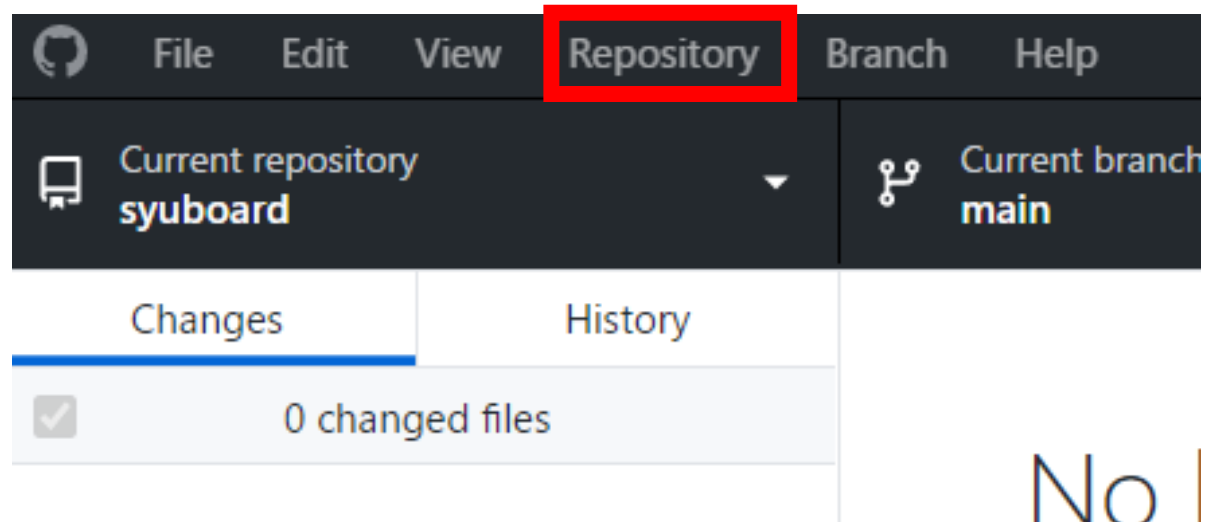 File Edit View Repository Branch Help
Current repository
syuboard
Current branch
main
Changes History
0 changed files
No